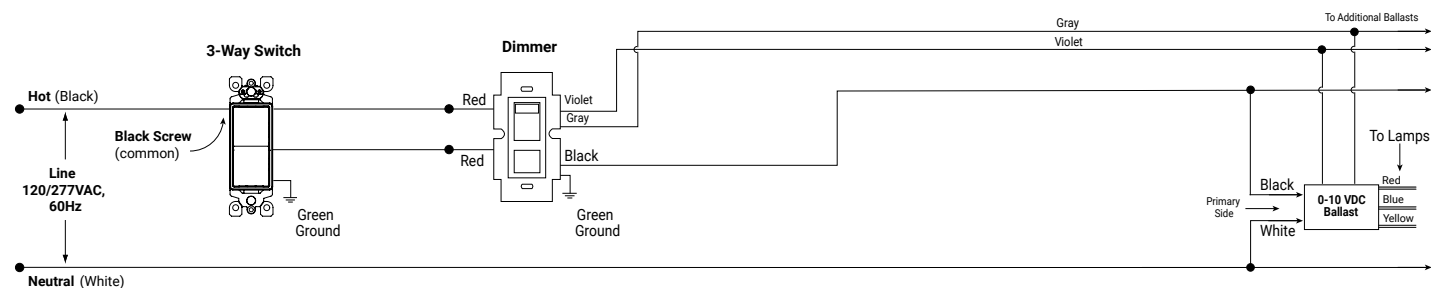 To Additional Ballasts
Gray
Violet
3-Way Switch
Dimmer
Hot (Black)
Red
Violet
Gray
Black Screw
(common)
Line
120/277VAC,
60Hz
Red
Black
To Lamps
Green
Ground
Green
Ground
Primary
Side
Black
White
0-10 VDC
Ballast
Red
Blue
Yellow
Neutral (White)